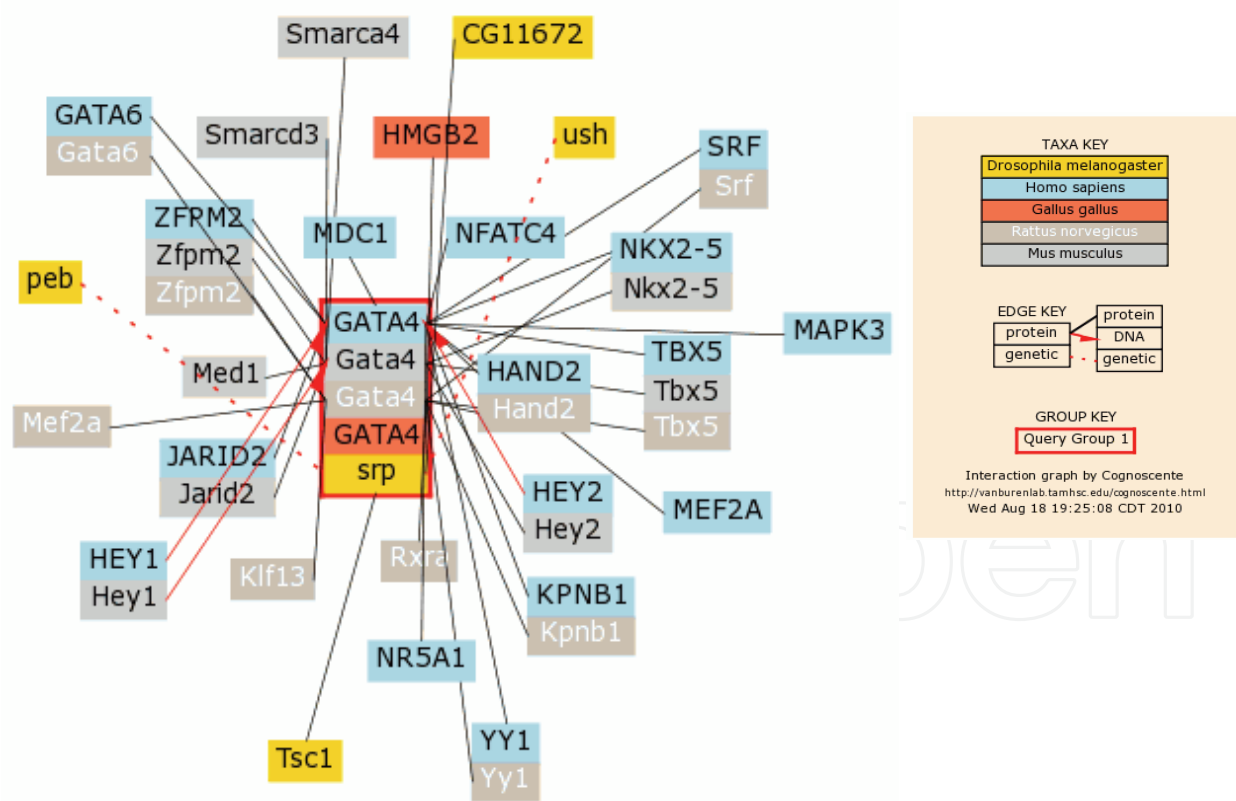 Smarca4
CG11672
GATA6
Gata6
Smarcd3
HMGB2
ush
SRF
Srf
ZFPM2
Zfpm2
Zfpm2
MDC1
NFATC4
NKX2-5
Nkx2-5
peb
GATA4
Gata4
Gata4
GATA4
srp
MAPK3
TBX5
Tbx5
Tbx5
Med1
HAND2
Hand2
Mef2a
JARID2
Jarid2
HEY2
Hey2
MEF2A
HEY1
Hey1
Klf13
Rxra
KPNB1
Kpnb1
NR5A1
Tsc1
YY1
Yy1
TAXA KEY
Drosophila melanogaster
Homo sapiens
Gallus gallus
Rattus norvegicus
Mus musculus
EDGE KEY
protein
genetic
protein
DNA
genetic
GROUP KEY
Query Group 1
Interaction graph by Cognoscente
http://vanburenlab.tamhsc.edu/cognoscente.html
Wed Aug 18 19:25:08 CDT 2010